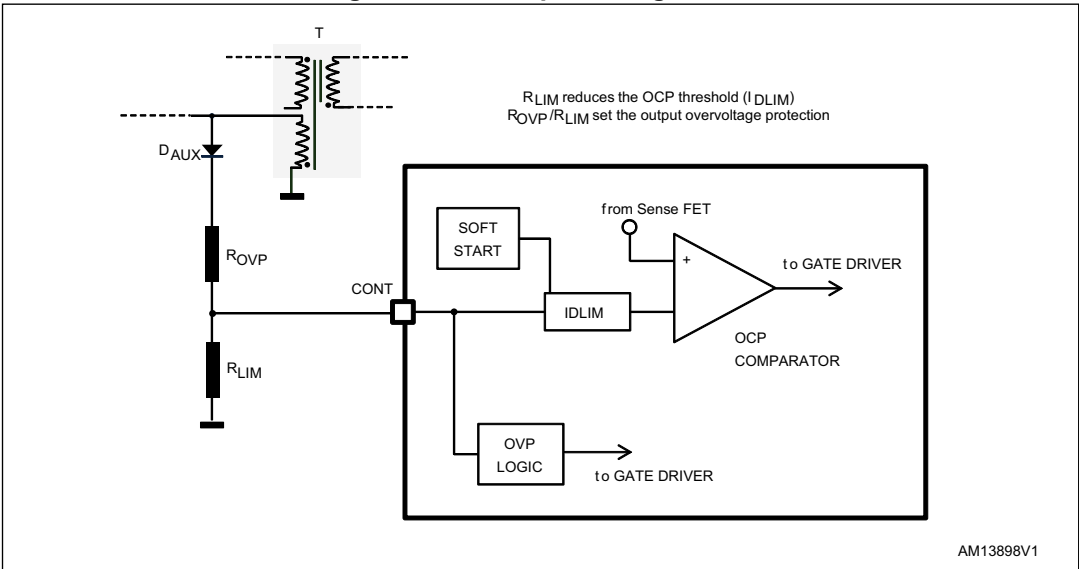 T
RLIM reduces the OCP threshold (IDLIM)
ROVP/RLIM set the output overvoltage protection
DAUX
from Sense FET
SOFT
START
+
to GATE DRIVER
ROVP
CONT
IDLIM
OCP
COMPARATOR
RLIM
OVP
LOGIC
to GATE DRIVER
AM13898V1